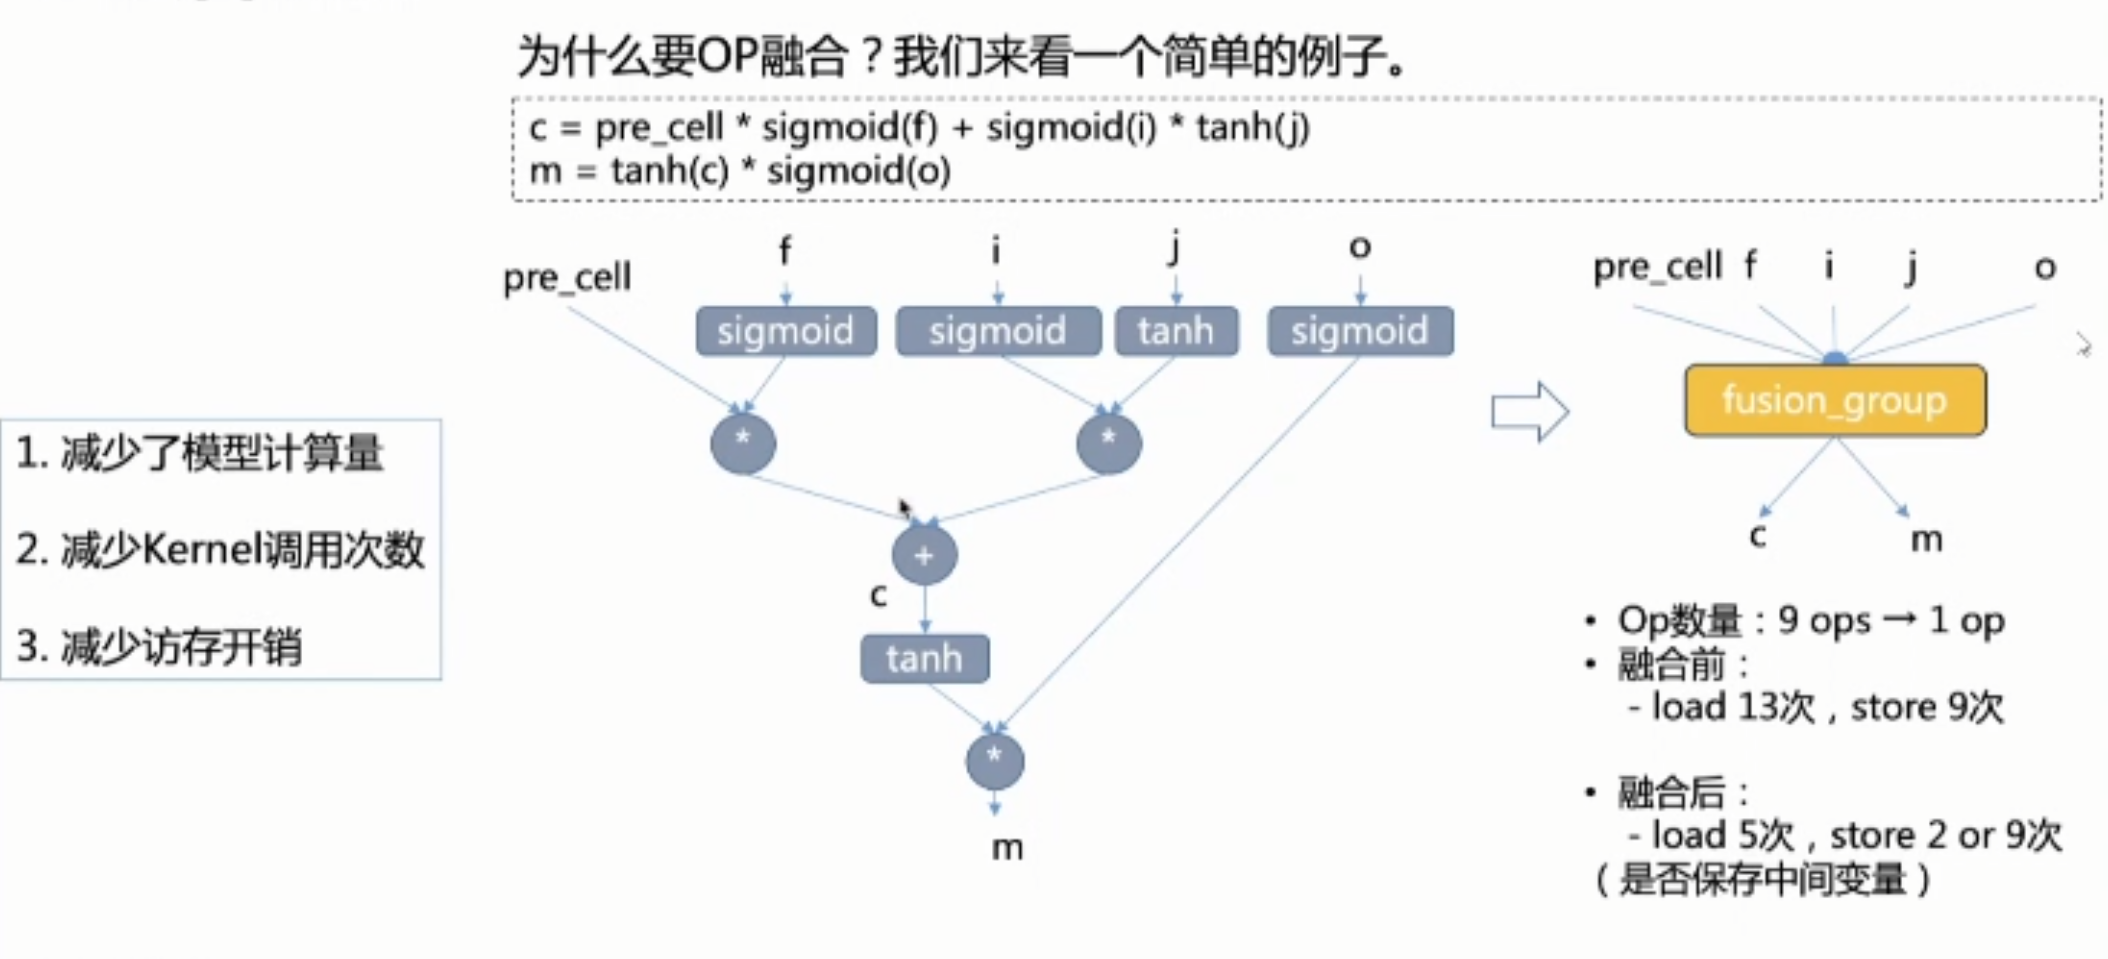 为什么要OP融合？我们来看一个简单的例子。
c = pre_cell * sigmoid(f) + sigmoid(i) * tanh(j)
m = tanh(c) * sigmoid(o)
1. 减少了模型计算量
2. 减少Kernel调用次数
3. 减少访存开销
pre_cell
f
i
j
o
sigmoid
sigmoid
tanh
sigmoid
*
*
+
c
tanh
*
m
pre_cell
f
i
j
o
fusion_group
c
m
• Op数量：9 ops → 1 op
• 融合前：
- load 13次，store 9次
• 融合后：
- load 5次，store 2 or 9次
（是否保存中间变量）